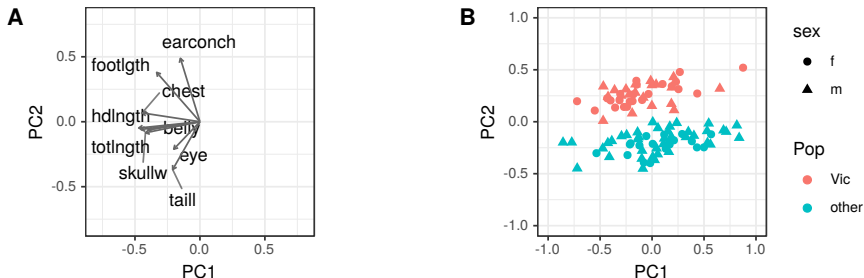 A
PC2
0.5
0.0
-0.5
earconch
footlgth
chest
hdlngth
belly
totlngth
eye
skullw
taill
-0.5
0.0
0.5
PC1
B
1.0
0.5
0.0
-0.5
-1.0
-1.0
-0.5
0.0
0.5
1.0
PC1
sex
f
m
Pop
Vic
other